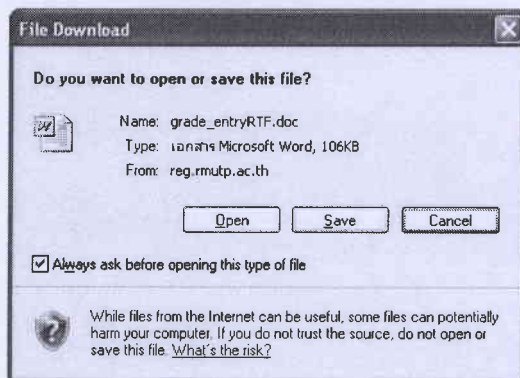 File Download
Do you want to open or save this file?
Name: grade_entryRTF.doc
Type: เอกสาร Microsoft Word, 106KB
From: reg.rmutp.ac.th
Open
Save
Cancel
Always ask before opening this type of file
While files from the Internet can be useful, some files can potentially
harm your computer. If you do not trust the source, do not open or
save this file. What's the risk?